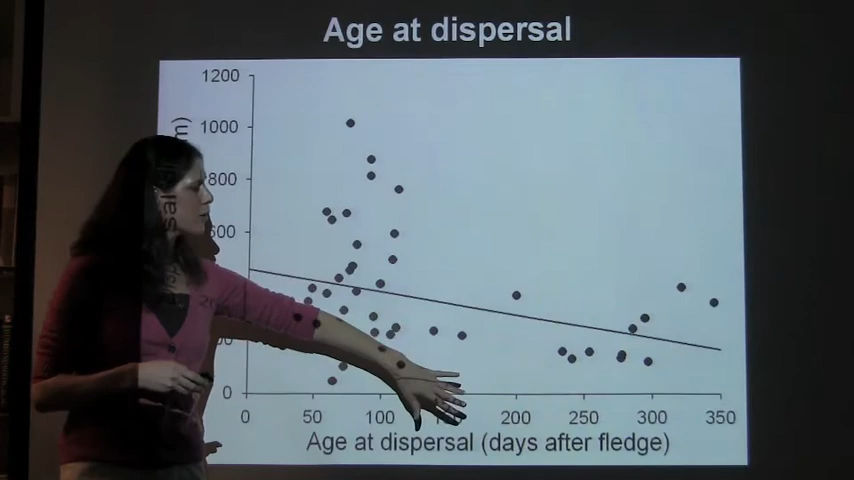 Age at dispersal
1200
1000
800
600
0
0 50 100 200 250 300 350
Age at dispersal (days after fledge)